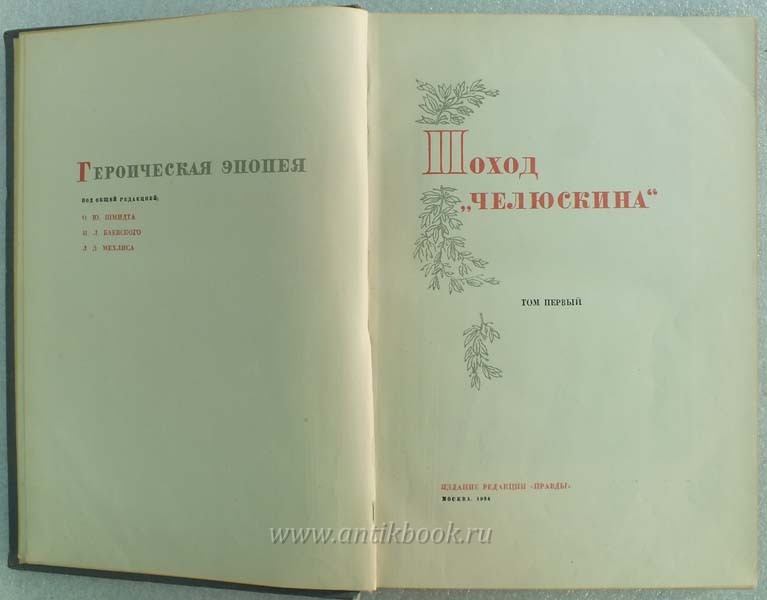 Героическая эпопея
под общей редакцией:
О. Ю. Шмидта
И. Л. Баевского
Л. З. Мехлиса
Поход
„Челюскина“
Том первый
Издание редакции «Правды»
Москва, 1934
www.antikbook.ru